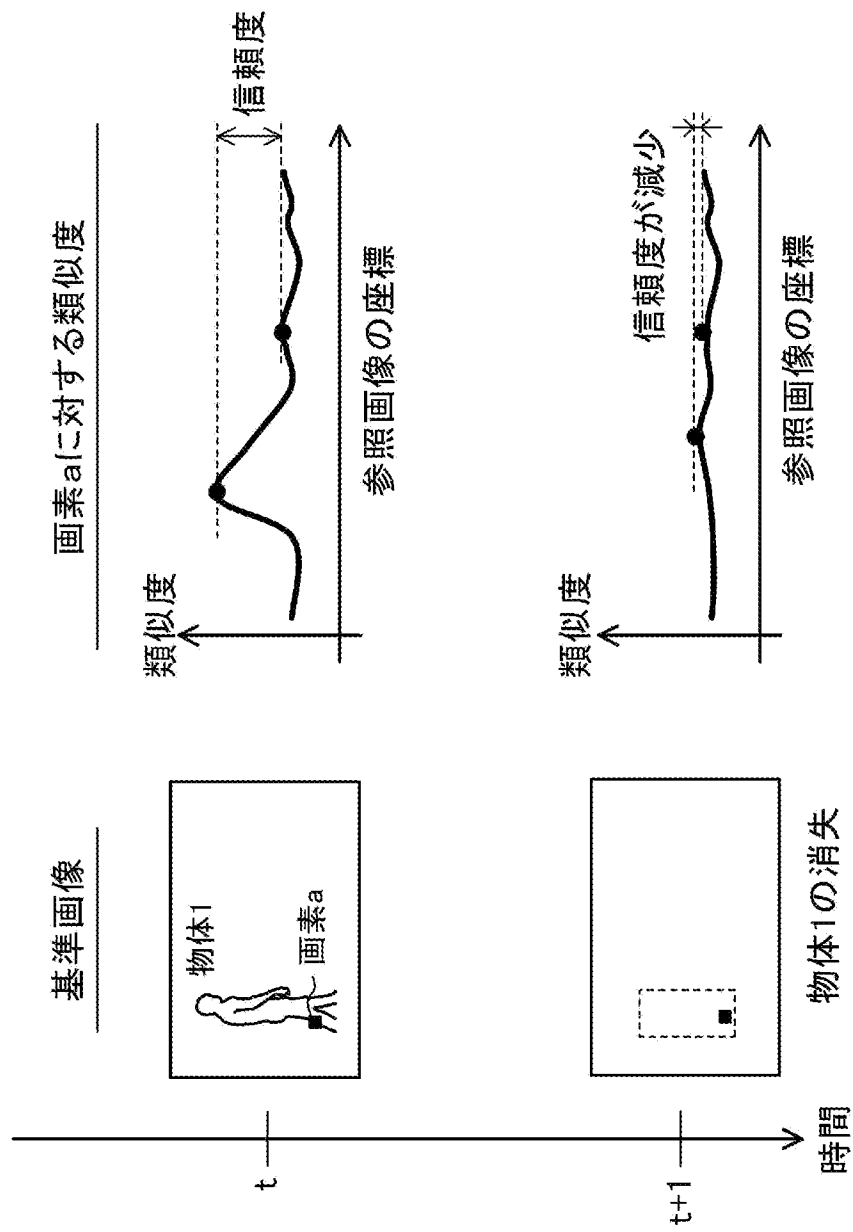 基準画像
画素aに対する類似度
t
物体1
画素a
類似度
信頼度
参照画像の座標
t+1
物体1の消失
類似度
信頼度が減少
参照画像の座標
時間